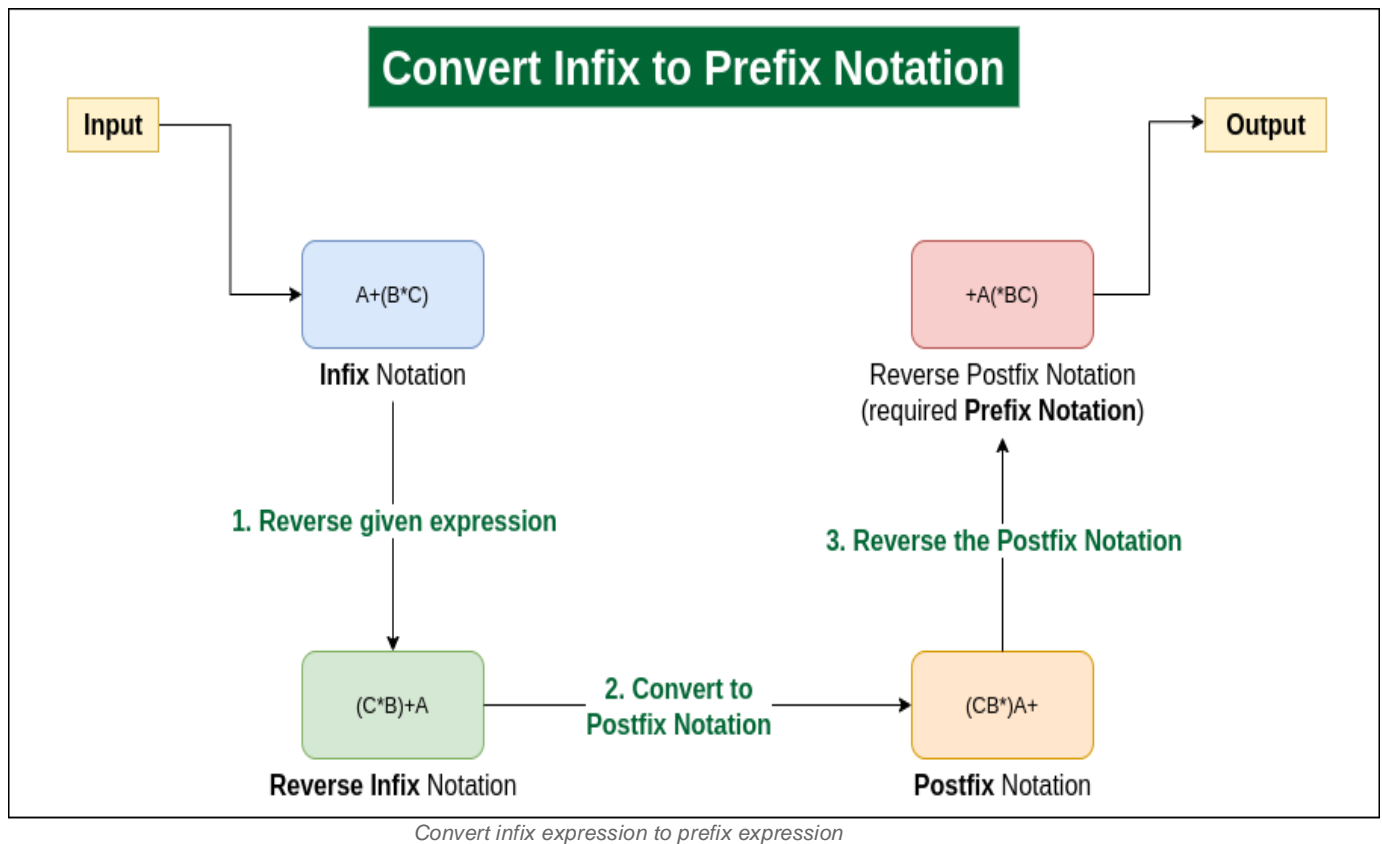 Convert Infix to Prefix Notation
Input
Output
A+(B*C)
Infix Notation
+A(*BC)
Reverse Postfix Notation
(required Prefix Notation)
1. Reverse given expression
3. Reverse the Postfix Notation
(C*B)+A
Reverse Infix Notation
2. Convert to
Postfix Notation
(CB*)A+
Postfix Notation
Convert infix expression to prefix expression